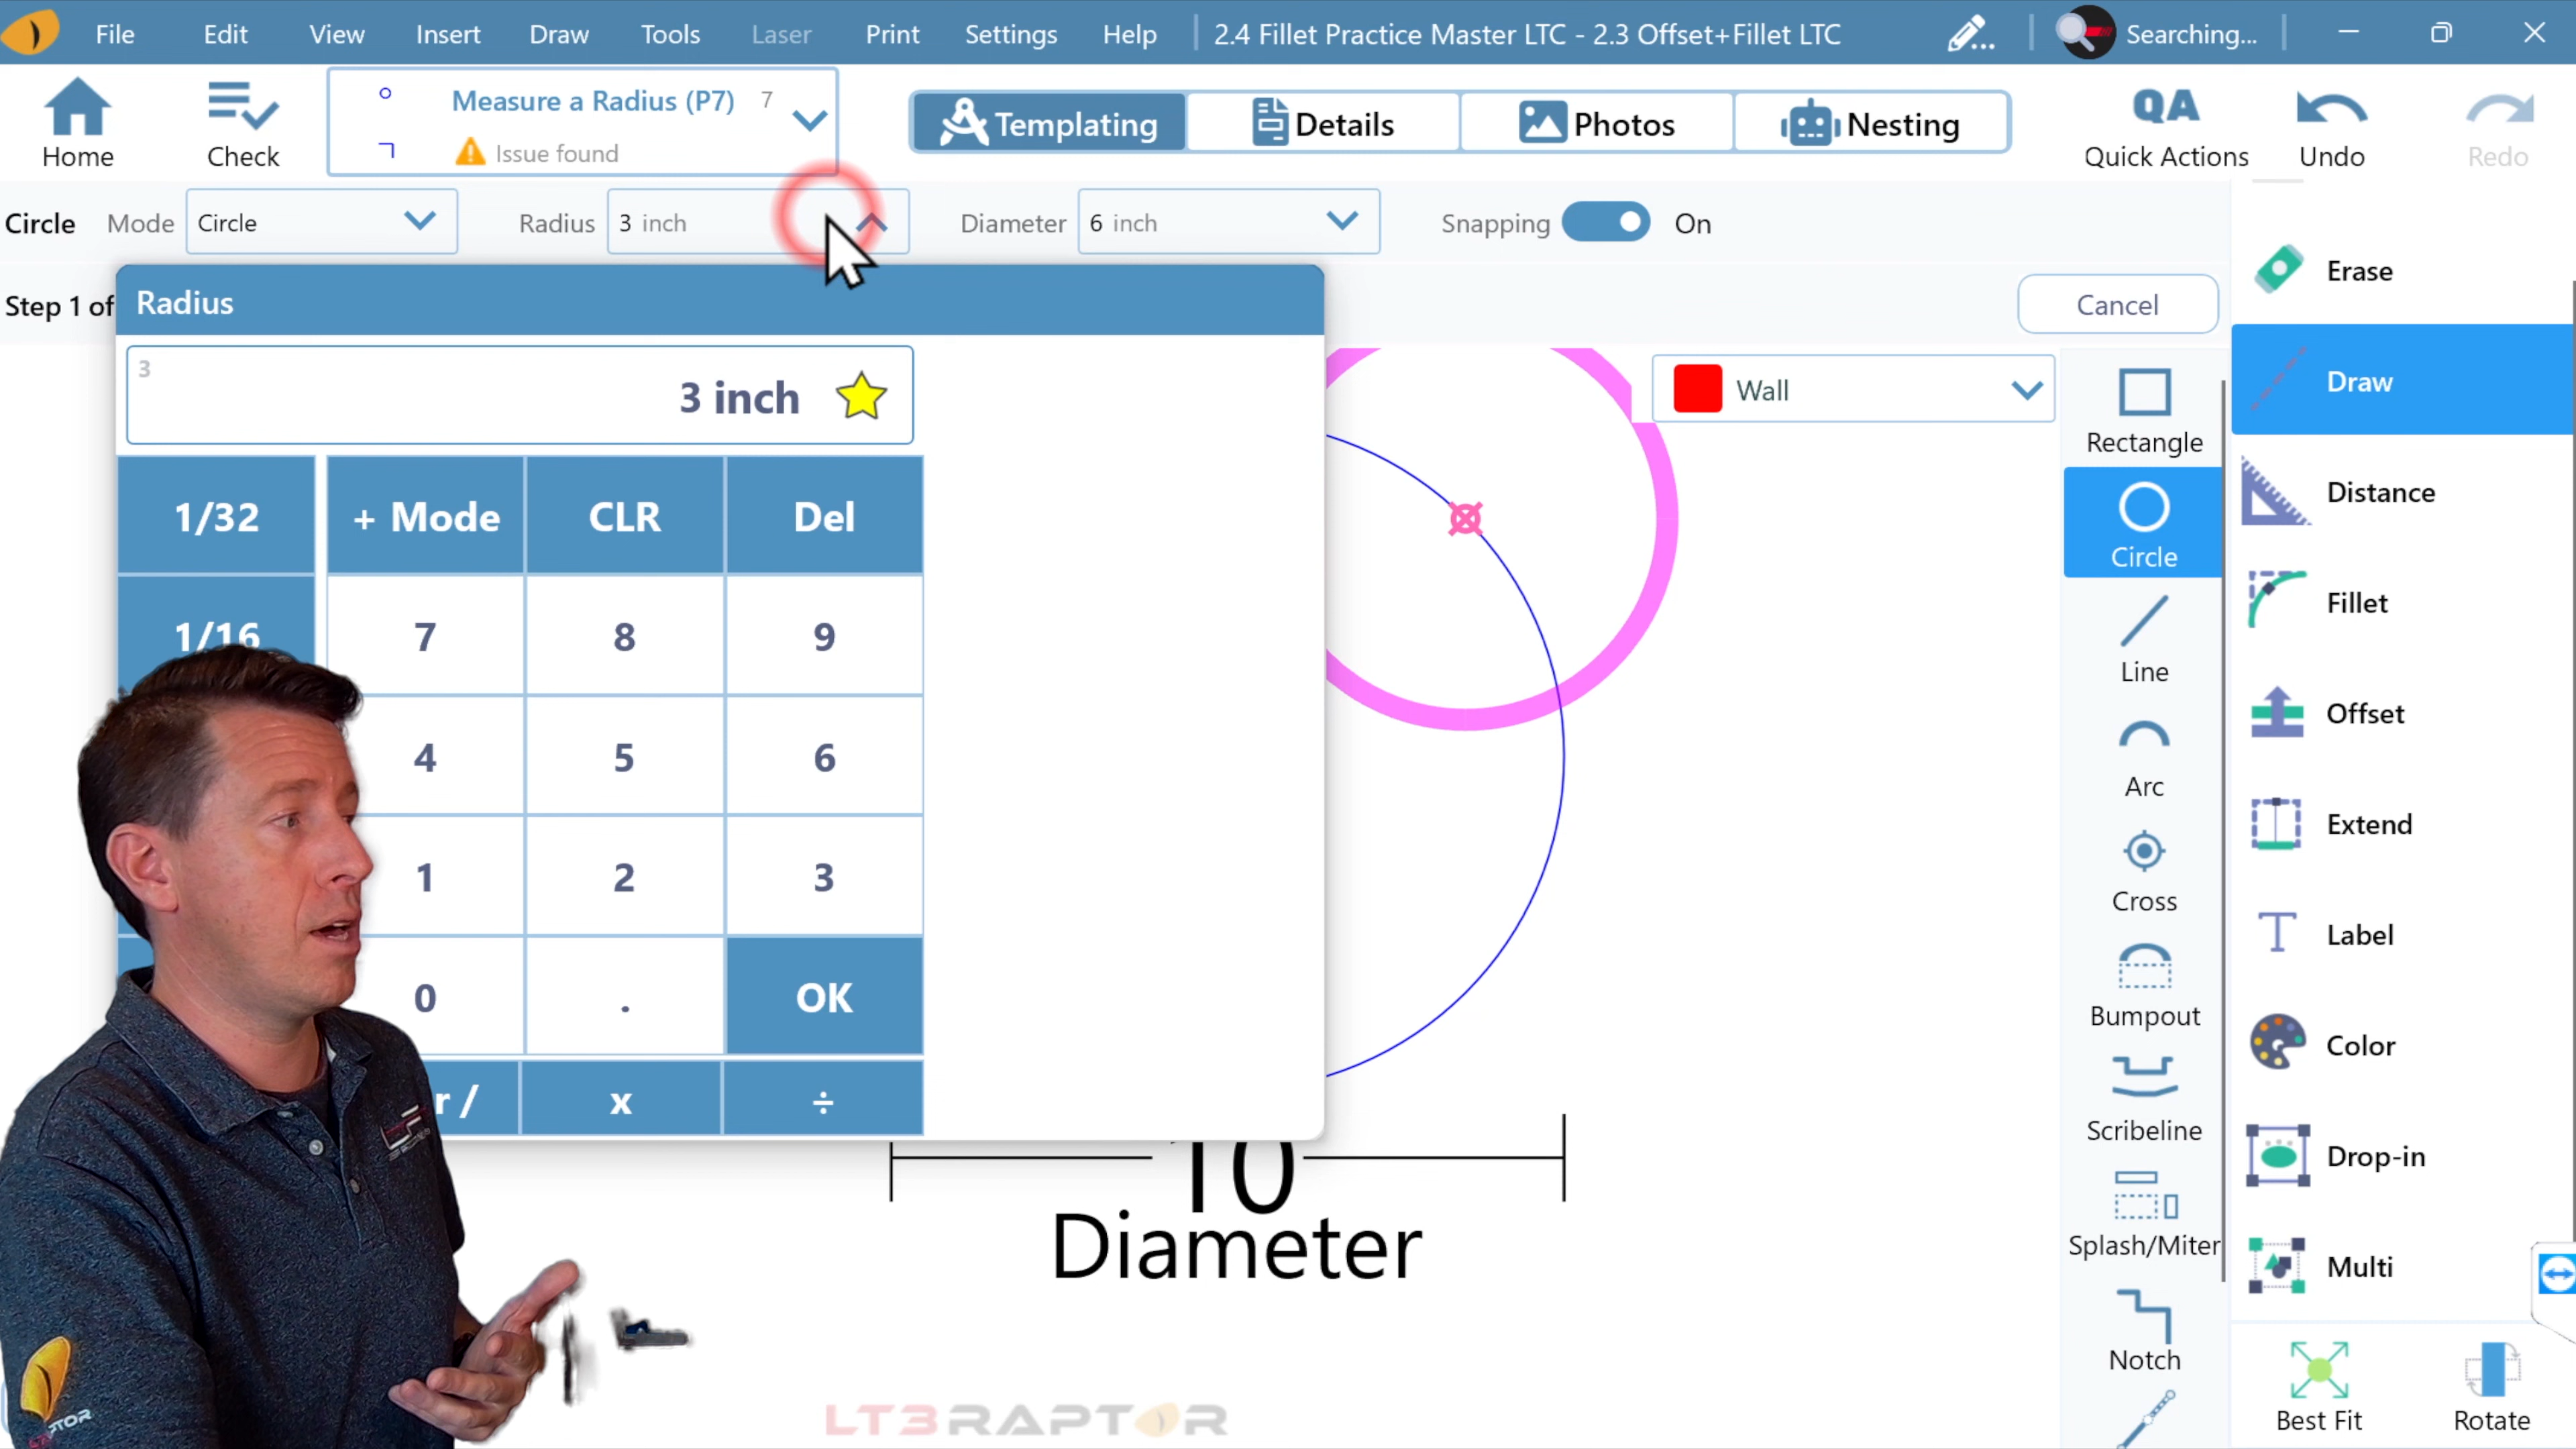 File Edit View Insert Draw Tools Laser Print Settings Help 2.4 Fillet Practice Master LTC - 2.3 Offset+Fillet LTC Searching...
Home
Check
Measure a Radius (P7) 7
Issue found
Templating Details Photos Nesting
QA
Quick Actions
Undo
Redo
Circle Mode Circle Radius 3 inch Diameter 6 inch Snapping On
Step 1 of
Cancel
Radius
3
3 inch
1/32 + Mode CLR Del
1/16 7 8 9
4 5 6
1 2 3
0 . OK
r / x ÷
Wall
10
Diameter
Rectangle
Circle
Line
Arc
Cross
Bumpout
Scribeline
Splash/Miter
Notch
Erase
Draw
Distance
Fillet
Offset
Extend
Label
Color
Drop-in
Multi
Best Fit
Rotate
LT3RAPTOR